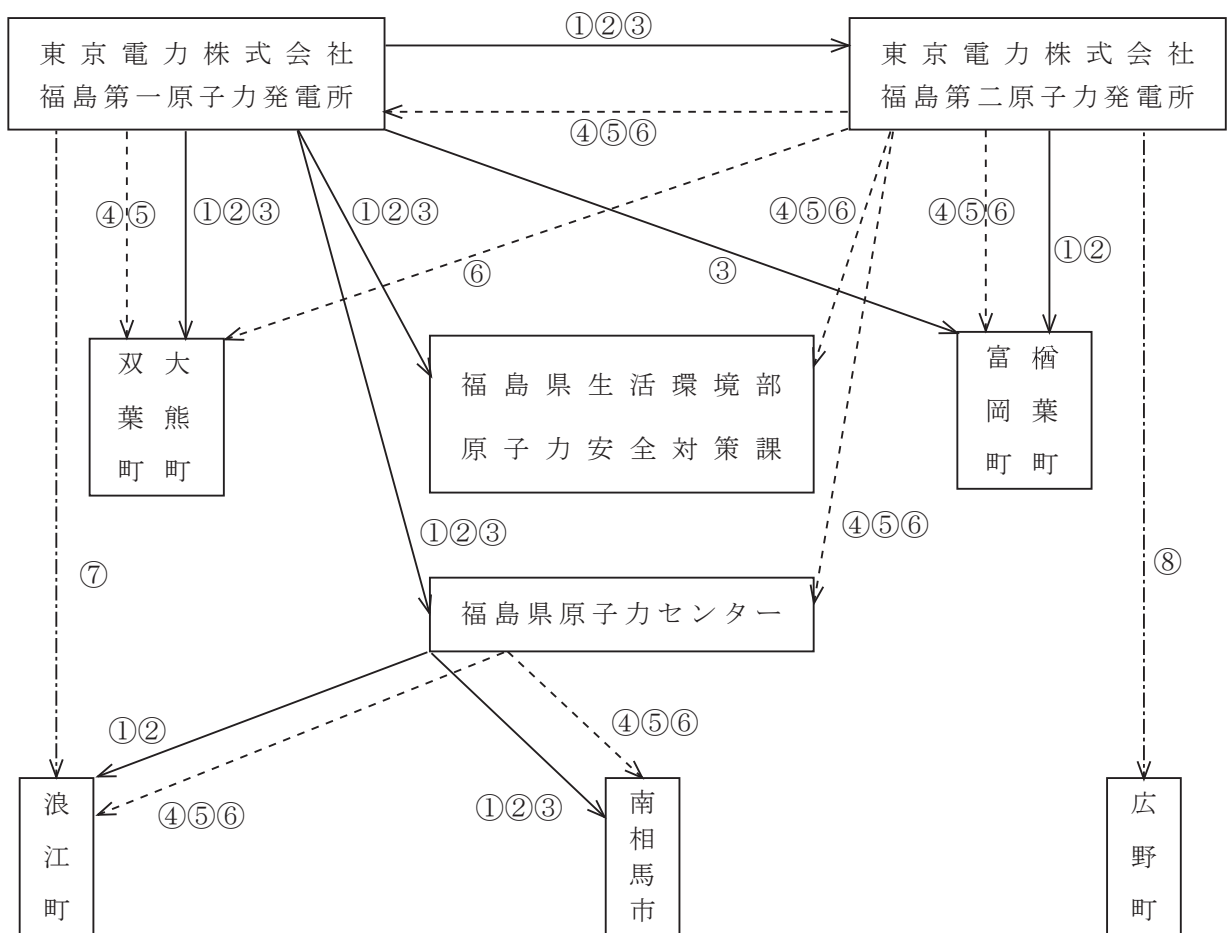 ①②③
東京電力株式会社
福島第一原子力発電所
東京電力株式会社
福島第二原子力発電所
④⑤⑥
④⑤
①②③
①②③
④⑤⑥
④⑤⑥
①②
⑥
③
大熊町
双葉町
福島県生活環境部
原子力安全対策課
楢葉町
富岡町
①②③
④⑤⑥
⑦
⑧
福島県原子力センター
①②
④⑤⑥
④⑤⑥
①②③
浪江町
南相馬市
広野町